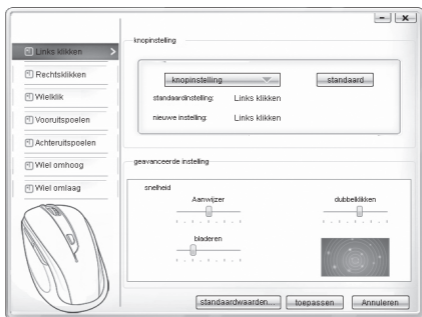 Links klikken
Rechtsklikken
Wielklik
Vooruitspoelen
Achteruitspoelen
Wiel omhoog
Wiel omlaag
knopinstelling
knopinstelling standaard
standaardinstelling: Links klikken
nieuwe instelling: Links klikken
geavanceerde instelling
snelheid
Aanwijzer dubbelklikken
bladeren
standaardwaarden... toepassen Annuleren